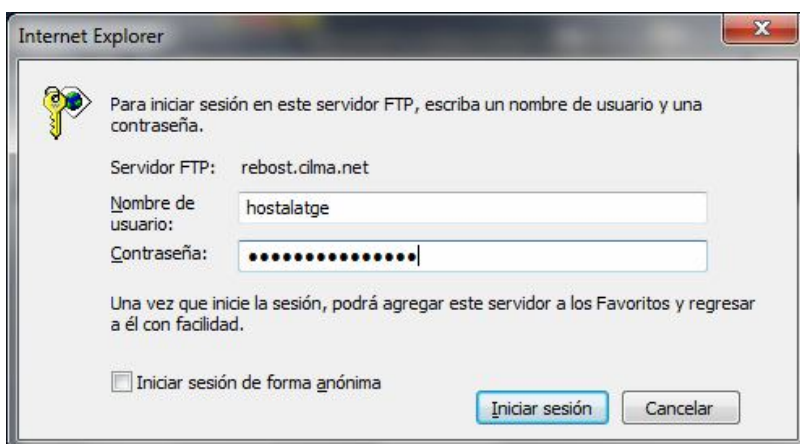 Internet Explorer
Para iniciar sesión en este servidor FTP, escriba un nombre de usuario y una
contraseña.
Servidor FTP: rebost.cilma.net
Nombre de
usuario: hostalatge
Contraseña: ●●●●●●●●●●●●●●●
Una vez que inicie la sesión, podrá agregar este servidor a los Favoritos y regresar
a él con facilidad.
Iniciar sesión de forma anónima
Iniciar sesión Cancelar